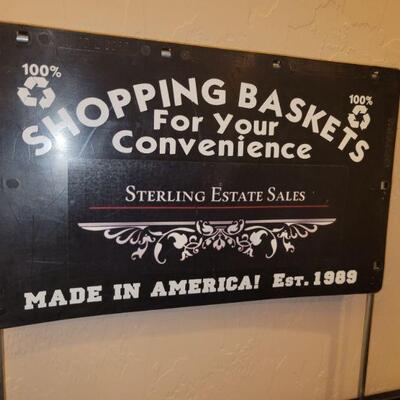 100%
100%
SHOPPING BASKETS
For Your
Convenience
STERLING ESTATE SALES
MADE IN AMERICA! EST. 1989